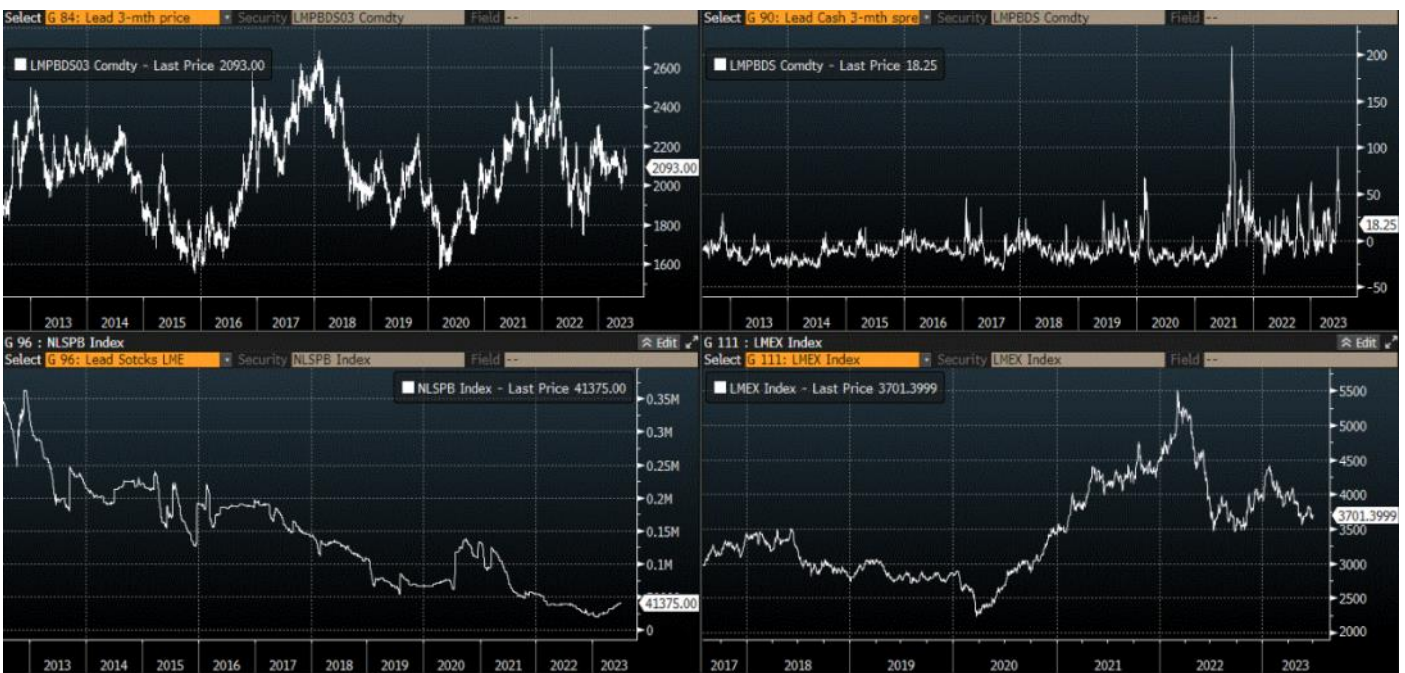 Select G 84: Lead 3-mth price Security LMPBDS03 Comdty Field --
LMPBDS03 Comdty - Last Price 2093.00
2600
2400
2200
2093.00
2000
1800
1600
2013 2014 2015 2016 2017 2018 2019 2020 2021 2022 2023
Select G 90: Lead Cash 3-mth spre Security LMPBDS Comdty Field --
LMPBDS Comdty - Last Price 18.25
200
150
100
50
18.25
0
-50
2013 2014 2015 2016 2017 2018 2019 2020 2021 2022 2023
G 96 : NLSPB Index Edit
Select G 96: Lead Sotcks LME Security NLSPB Index Field --
NLSPB Index - Last Price 41375.00
0.35M
0.3M
0.25M
0.2M
0.15M
0.1M
41375.00
0
2013 2014 2015 2016 2017 2018 2019 2020 2021 2022 2023
G 111 : LMEX Index Edit
Select G 111: LMEX Index Security LMEX Index Field --
LMEX Index - Last Price 3701.3999
5500
5000
4500
4000
3701.3999
3500
3000
2500
2000
2017 2018 2019 2020 2021 2022 2023